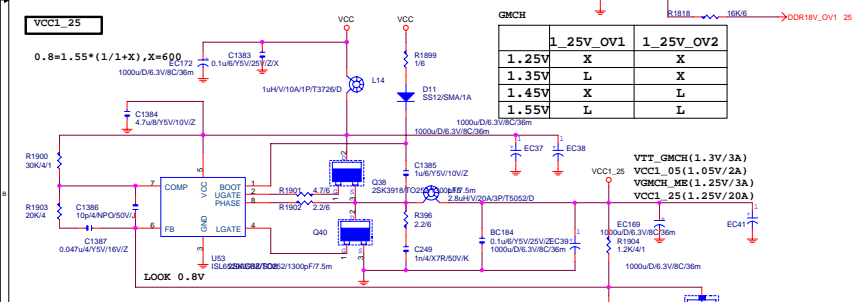 VCC1_25
0.8=1.55*(1/1+X),X=600
VCC
VCC
EC172
1000u/D/6.3V/8C/36m
C1383
0.1u/6/Y5V/25V/Z/X
L14
1uH/V/10A/1P/T3726/D
R1899
1/6
D11
SS12/SMA/1A
R1818
16K/6
DDR18V_OV1 25
GMCH
1_25V_OV1 1_25V_OV2
1.25V X X
1.35V L X
1.45V X L
1.55V L L
C1384
4.7u/8/Y5V/10V/Z
1000u/D/6.3V/8C/36m
1000u/D/6.3V/8C/36m
EC37
EC38
R1900
30K/4/1
R1903
20K/4
C1386
10p/4/NPO/50V/J
C1387
0.047u/4/Y5V/16V/Z
COMP
FB
VCC
GND
BOOT
UGATE
PHASE
LGATE
7
6
5
3
1
2
8
4
U53
LOOK 0.8V
R1901 4.7/6
R1902 2.2/6
Q38
Q40
C1385
1u/6/Y5V/10V/Z
2.8uH/V/20A/3P/T5052/D
R396
2.2/6
C249
1n/4/X7R/50V/K
BC184
0.1u/6/Y5V/25V/Z
EC39
1000u/D/6.3V/8C/36m
VCC1_25
R1904
1.2K/4/1
EC169
1000u/D/6.3V/8C/36m
1000u/D/6.3V/8C/36m
EC41
VTT_GMCH(1.3V/3A)
VCC1_05(1.05V/2A)
VGMCH_ME(1.25V/3A)
VCC1_25(1.25V/20A)
B